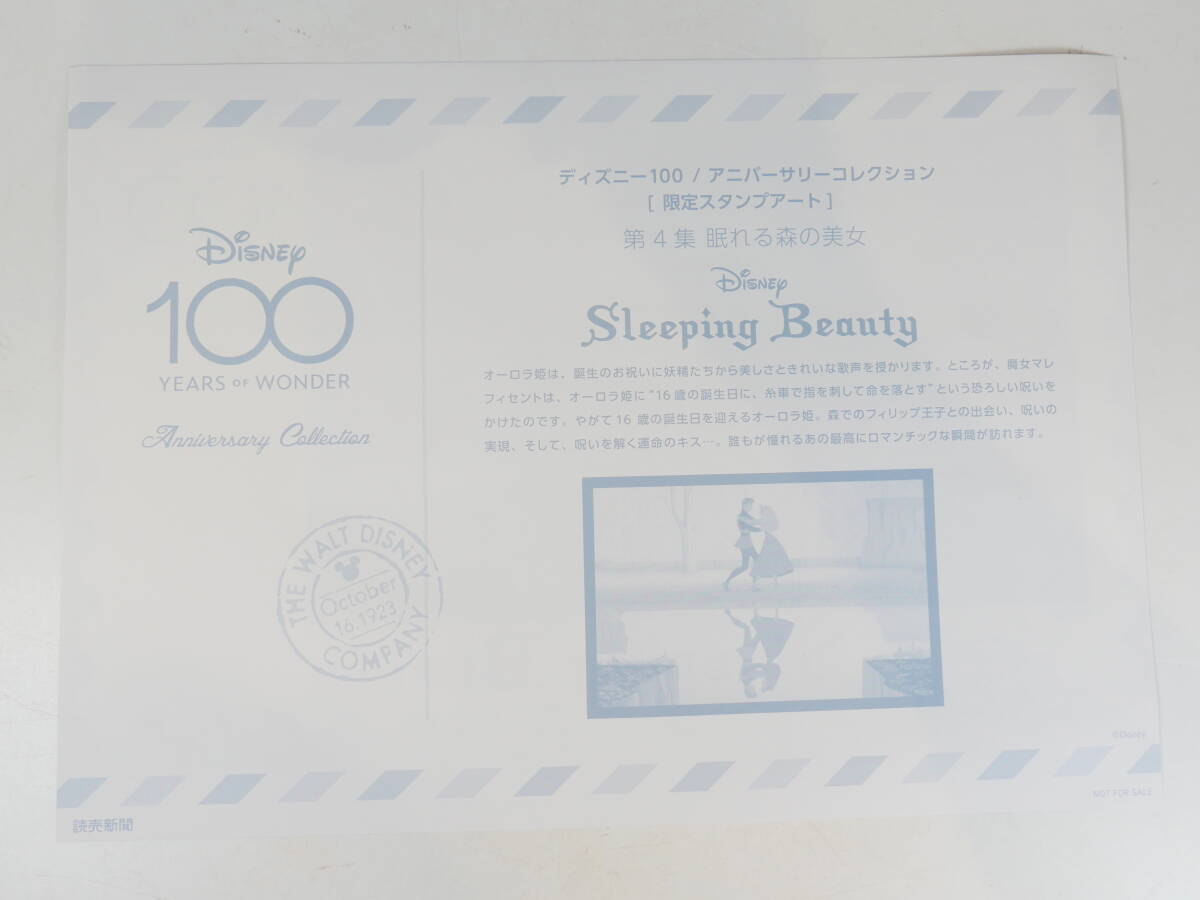 Disney
100
YEARS OF WONDER
Anniversary Collection
THE WALT DISNEY COMPANY
October
16.1923
ディズニー100 / アニバーサリーコレクション
[ 限定スタンプアート ]
第4集 眠れる森の美女
Disney
Sleeping Beauty
オーロラ姫は、誕生のお祝いに妖精たちから美しさときれいな歌声を授かります。ところが、魔女マレ
フィセントは、オーロラ姫に“16歳の誕生日に、糸車で指を刺して命を落とす”という恐ろしい呪いを
かけたのです。やがて16歳の誕生日を迎えるオーロラ姫。森でのフィリップ王子との出会い、呪いの
実現、そして、呪いを解く運命のキス…。誰もが憧れるあの最高にロマンチックな瞬間が訪れます。
©Disney
NOT FOR SALE
読売新聞